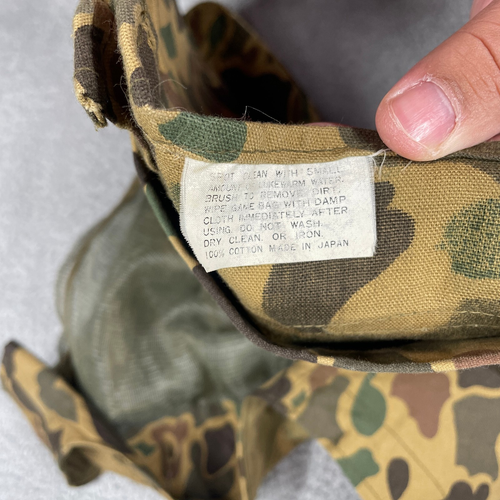 SPOT CLEAN WITH SMALL
AMOUNT OF LUKEWARM WATER.
BRUSH TO REMOVE DIRT.
WIPE GAME BAG WITH DAMP
CLOTH IMMEDIATELY AFTER
USING. DO NOT WASH.
DRY CLEAN. OR IRON.
100% COTTON MADE IN JAPAN